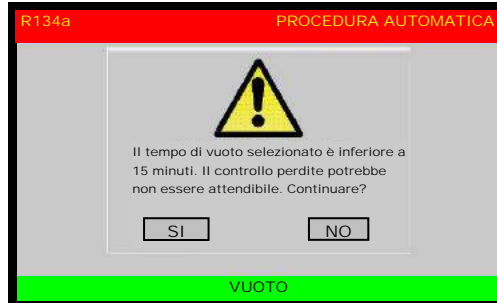 R134a PROCEDURA AUTOMATICA
Il tempo di vuoto selezionato è inferiore a
15 minuti. Il controllo perdite potrebbe
non essere attendibile. Continuare?
SI NO
VUOTO